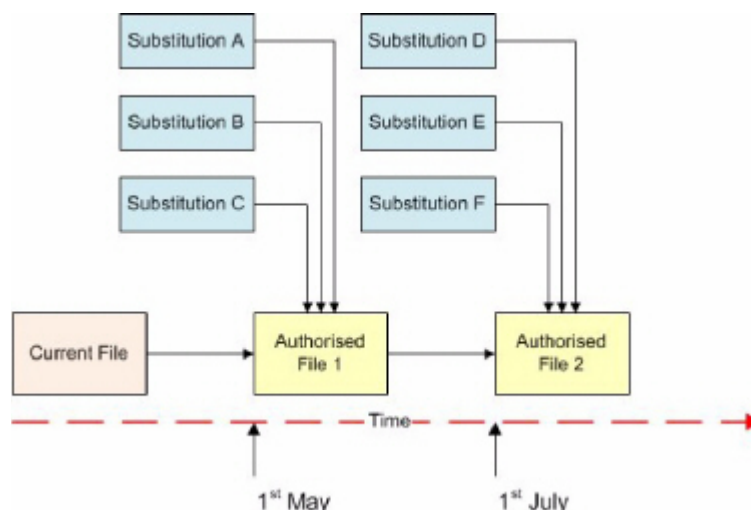 Substitution A
Substitution D
Substitution B
Substitution E
Substitution C
Substitution F
Current File
Authorised
File 1
Authorised
File 2
Time
1st May
1st July